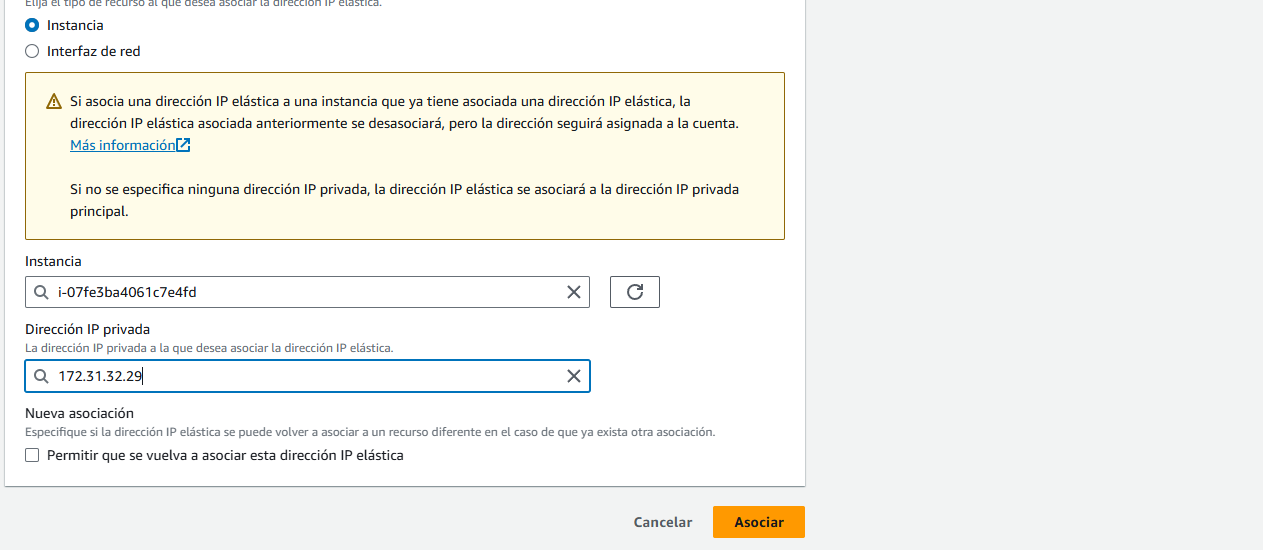 Elija el tipo de recurso al que desea asociar la dirección IP elástica.
Instancia
Interfaz de red
Si asocia una dirección IP elástica a una instancia que ya tiene asociada una dirección IP elástica, la
dirección IP elástica asociada anteriormente se desasociará, pero la dirección seguirá asignada a la cuenta.
Más información
Si no se especifica ninguna dirección IP privada, la dirección IP elástica se asociará a la dirección IP privada
principal.
Instancia
i-07fe3ba4061c7e4fd
Dirección IP privada
La dirección IP privada a la que desea asociar la dirección IP elástica.
172.31.32.29
Nueva asociación
Especifique si la dirección IP elástica se puede volver a asociar a un recurso diferente en el caso de que ya exista otra asociación.
Permitir que se vuelva a asociar esta dirección IP elástica
Cancelar
Asociar